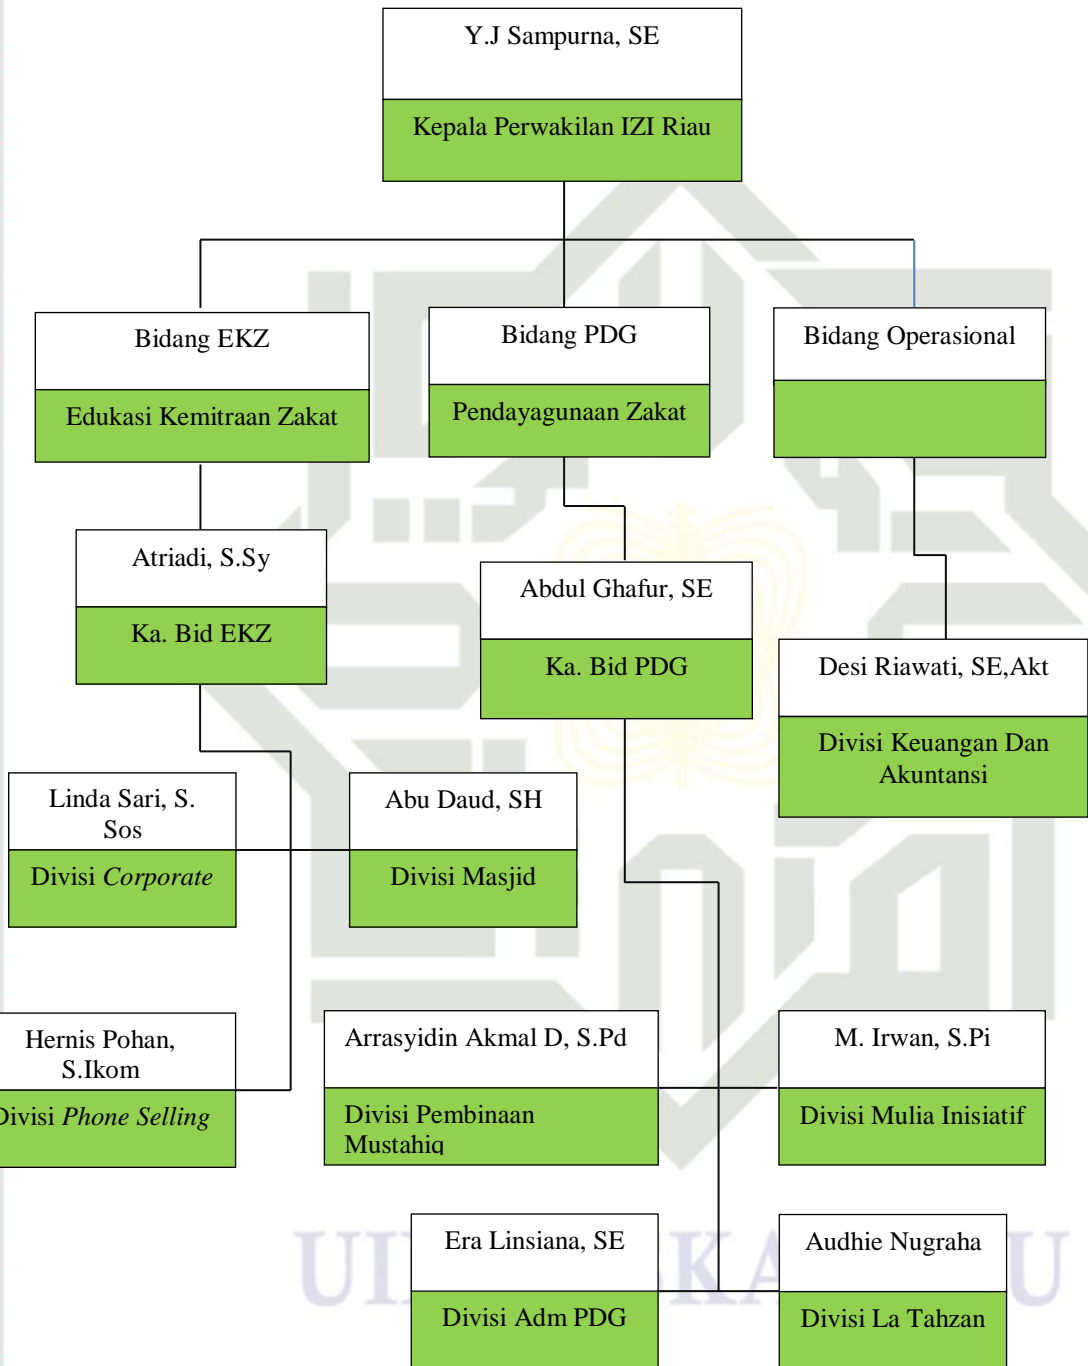 Y.J Sampurna, SE
Kepala Perwakilan IZI Riau
Bidang EKZ
Edukasi Kemitraan Zakat
Bidang PDG
Pendayagunaan Zakat
Bidang Operasional
Atriadi, S.Sy
Ka. Bid EKZ
Abdul Ghafur, SE
Ka. Bid PDG
Desi Riawati, SE,Akt
Divisi Keuangan Dan
Akuntansi
Linda Sari, S.
Sos
Divisi Corporate
Abu Daud, SH
Divisi Masjid
Hernis Pohan,
S.Ikom
Divisi Phone Selling
Arrasyidin Akmal D, S.Pd
Divisi Pembinaan
Mustahiq
M. Irwan, S.Pi
Divisi Mulia Inisiatif
Era Linsiana, SE
Divisi Adm PDG
Audhie Nugraha
Divisi La Tahzan